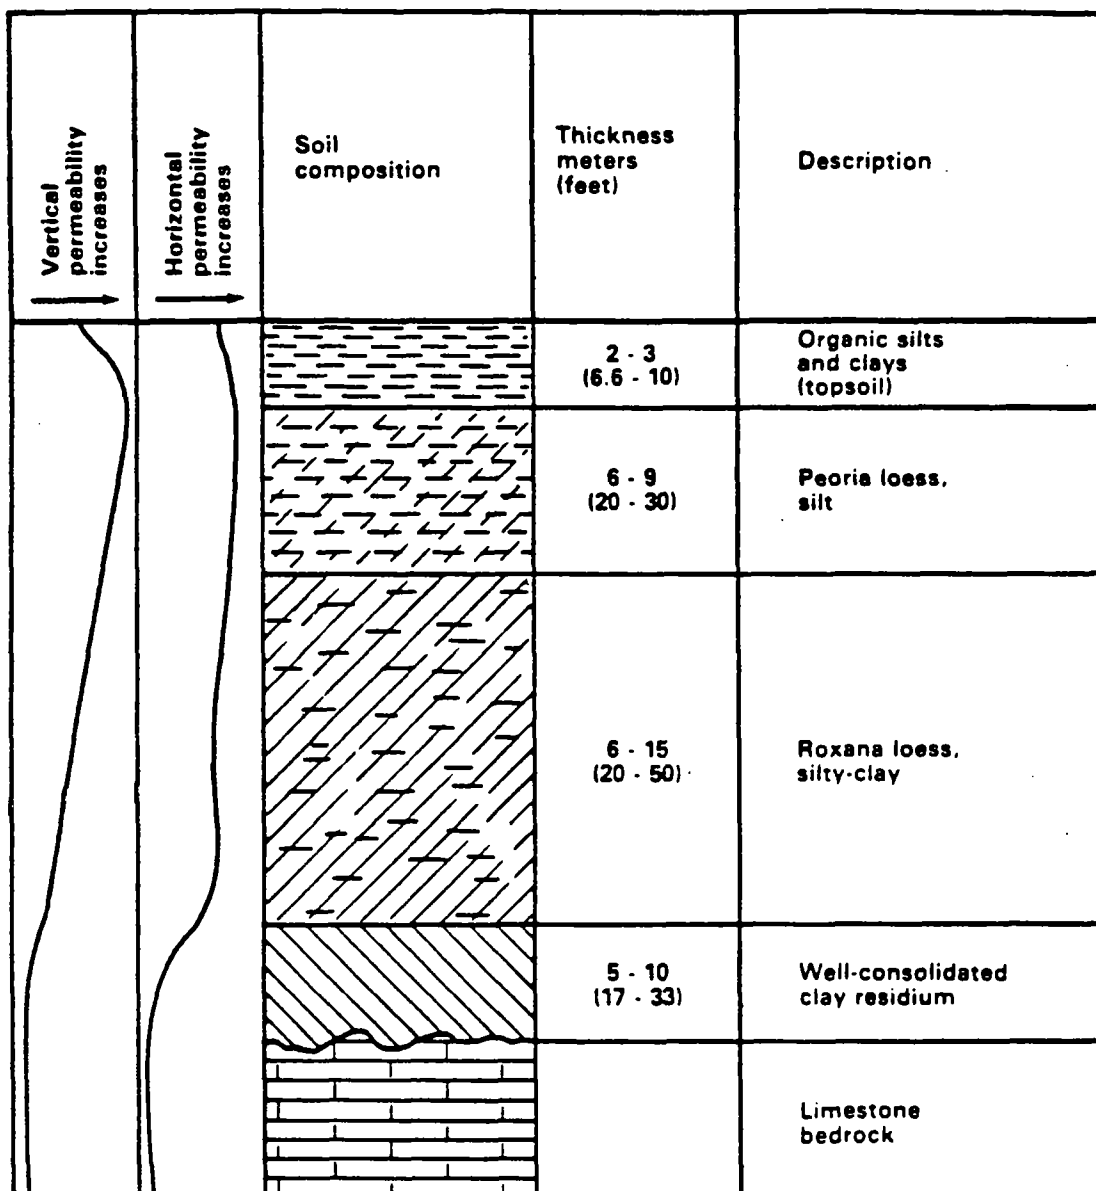 Vertical
permeability
increases
Horizontal
permeability
increases
Soil
composition
Thickness
meters
(feet)
Description
2 - 3
(6.6 - 10)
Organic silts
and clays
(topsoil)
6 - 9
(20 - 30)
Peoria loess,
silt
6 - 15
(20 - 50)
Roxana loess,
silty-clay
5 - 10
(17 - 33)
Well-consolidated
clay residium
Limestone
bedrock